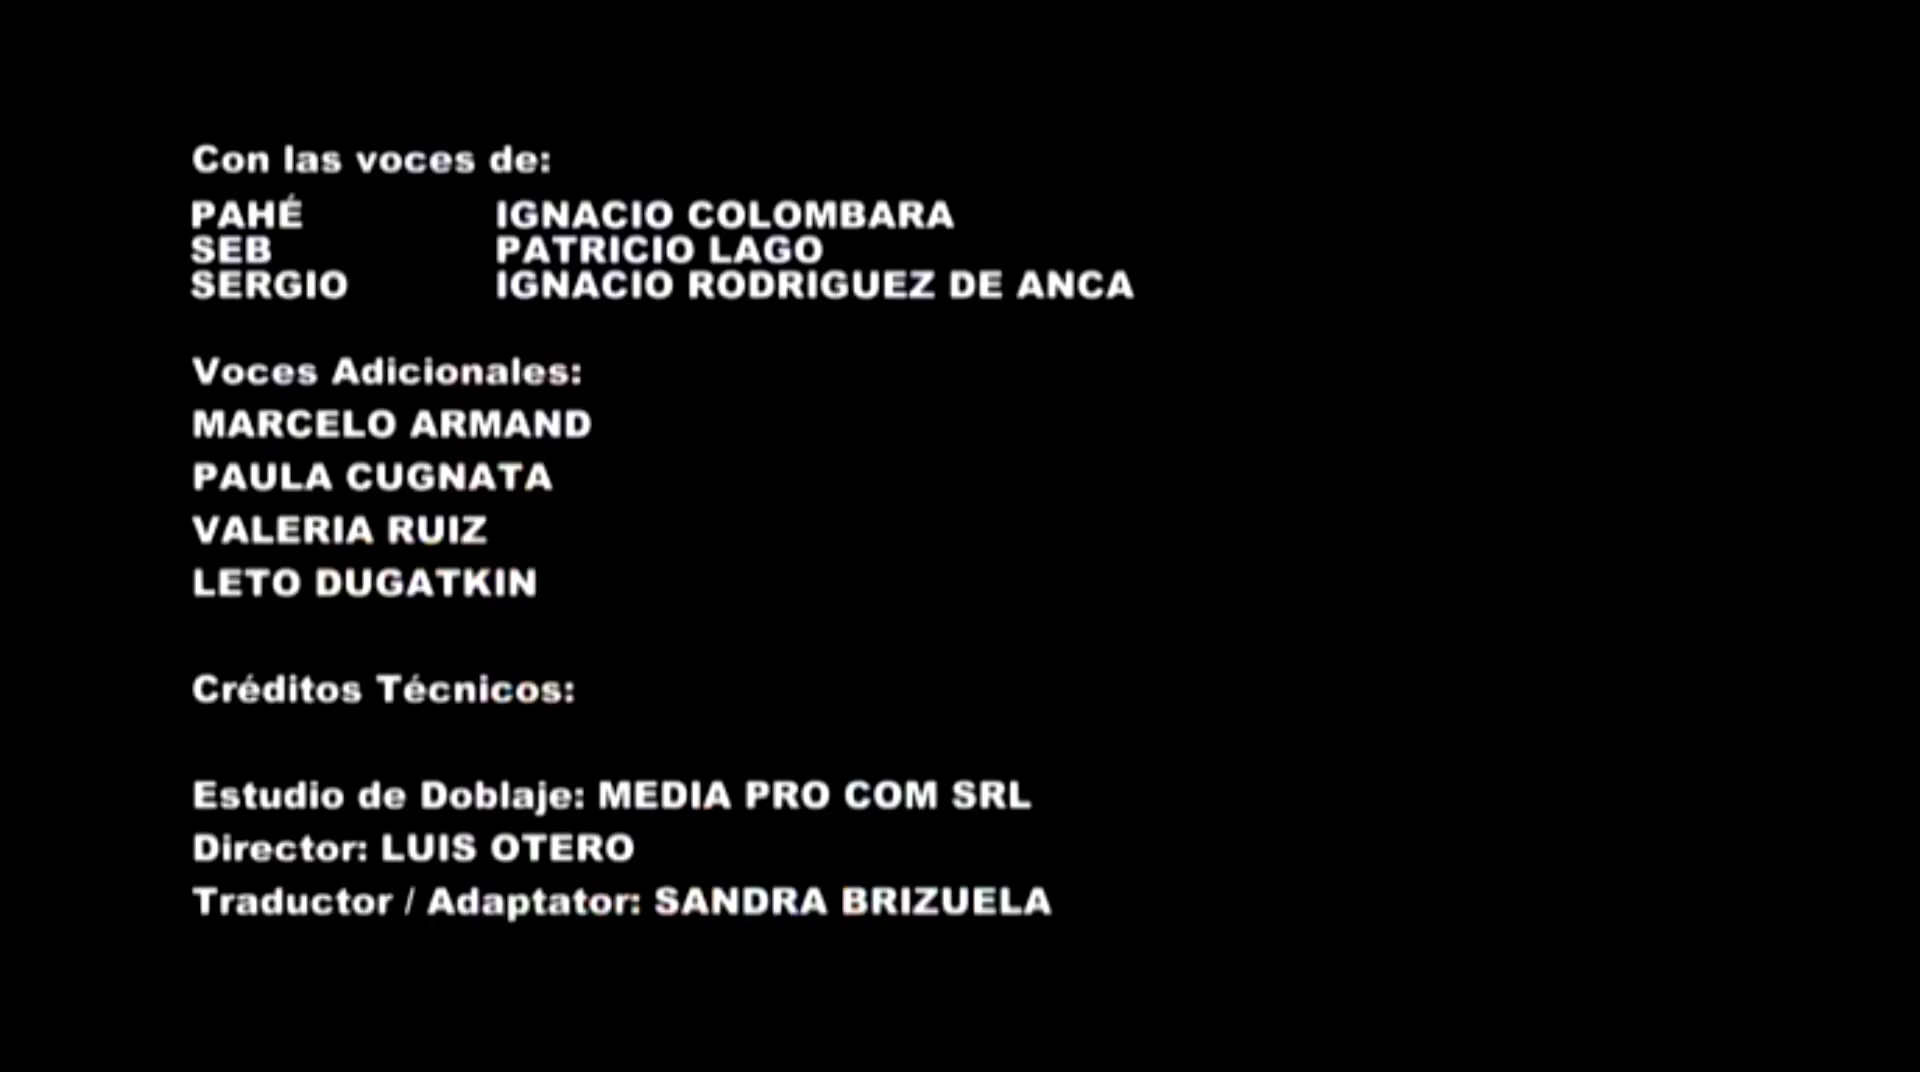 Con las voces de:
PAHÉ IGNACIO COLOMBARA
SEB PATRICIO LAGO
SERGIO IGNACIO RODRIGUEZ DE ANCA
Voces Adicionales:
MARCELO ARMAND
PAULA CUGNATA
VALERIA RUIZ
LETO DUGATKIN
Créditos Técnicos:
Estudio de Doblaje: MEDIA PRO COM SRL
Director: LUIS OTERO
Traductor / Adaptator: SANDRA BRIZUELA